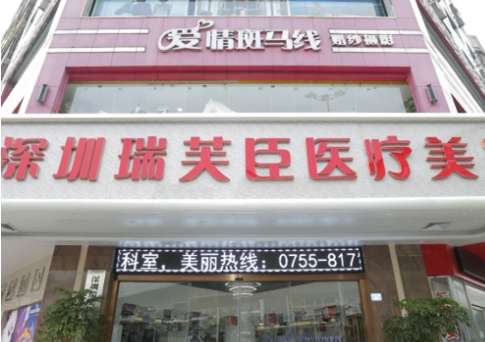 爱情斑马线 婚纱摄影
深圳瑞芙臣医疗美
科室，美丽热线：0755-817